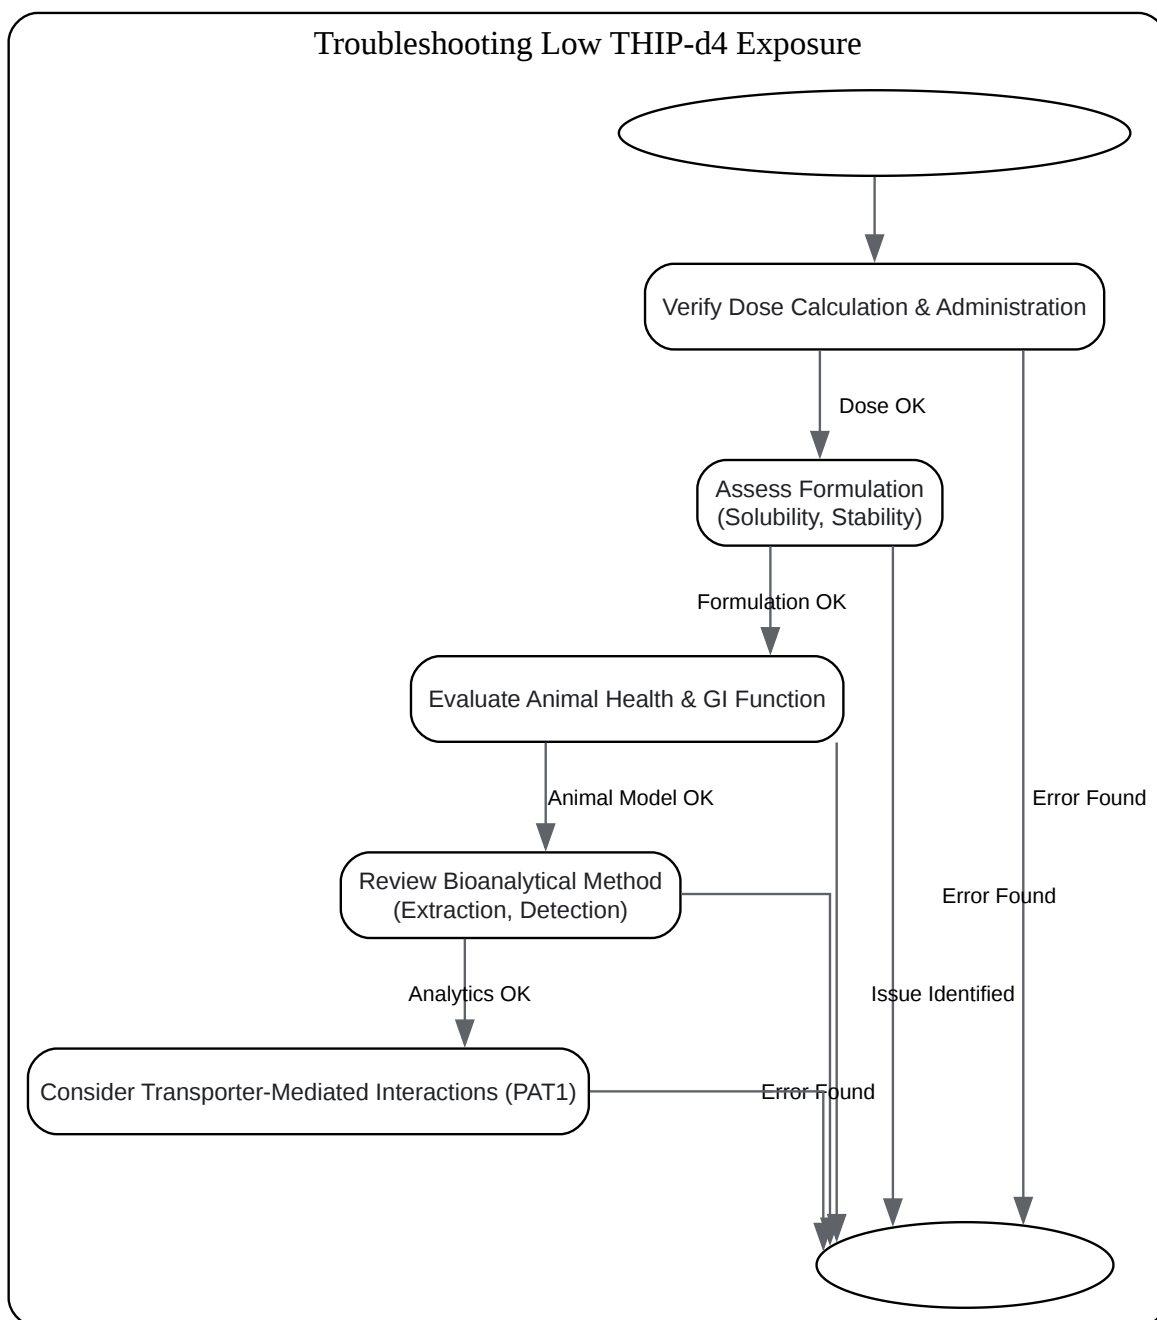 Troubleshooting Low THIP-d4 Exposure
Verify Dose Calculation & Administration
Dose OK
Assess Formulation
(Solubility, Stability)
Formulation OK
Evaluate Animal Health & GI Function
Animal Model OK
Error Found
Review Bioanalytical Method
(Extraction, Detection)
Error Found
Analytics OK
Issue Identified
Consider Transporter-Mediated Interactions (PAT1)
Error Found